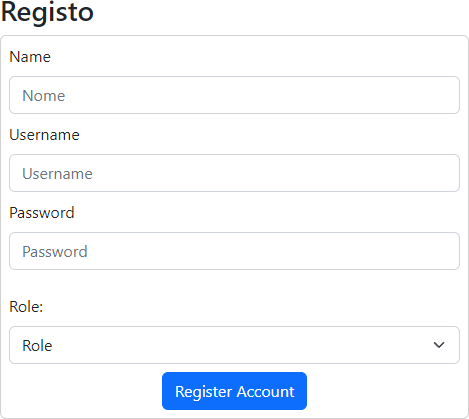 Registo
Name
Nome
Username
Username
Password
Password
Role:
Role
Register Account